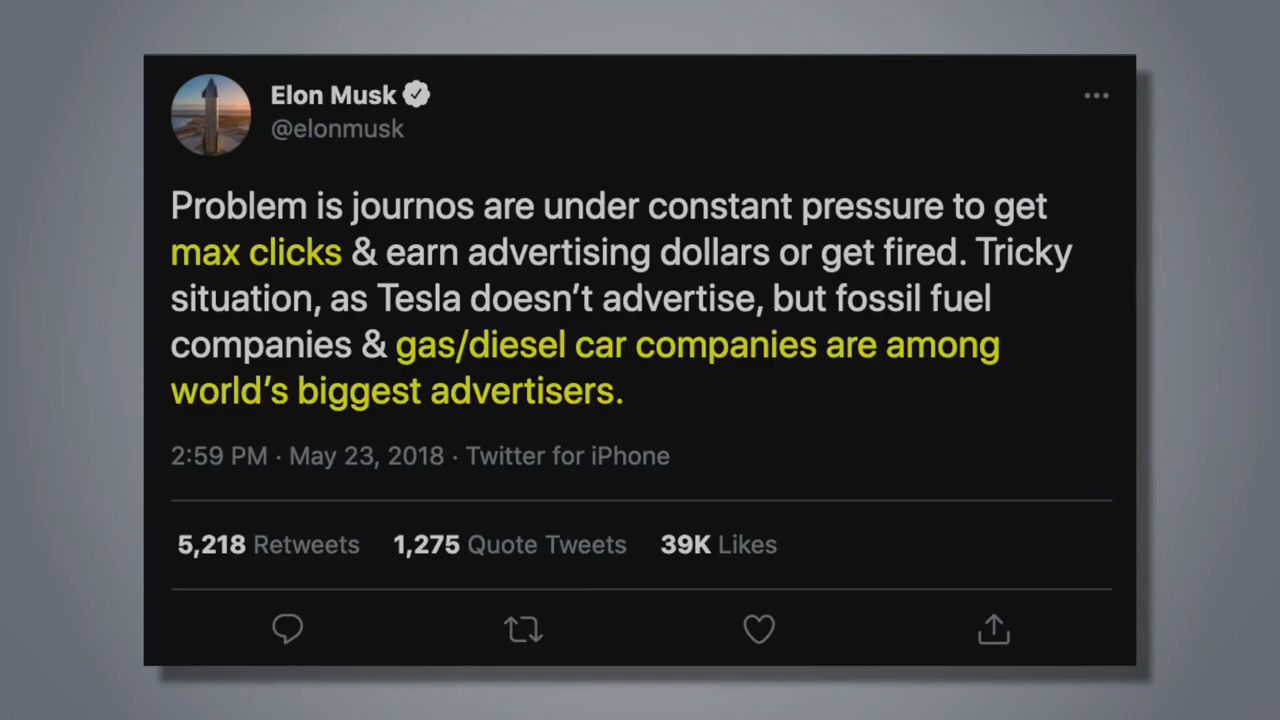 Elon Musk
@elonmusk
Problem is journos are under constant pressure to get
max clicks & earn advertising dollars or get fired. Tricky
situation, as Tesla doesn’t advertise, but fossil fuel
companies & gas/diesel car companies are among
world’s biggest advertisers.
2:59 PM · May 23, 2018 · Twitter for iPhone
5,218 Retweets 1,275 Quote Tweets 39K Likes